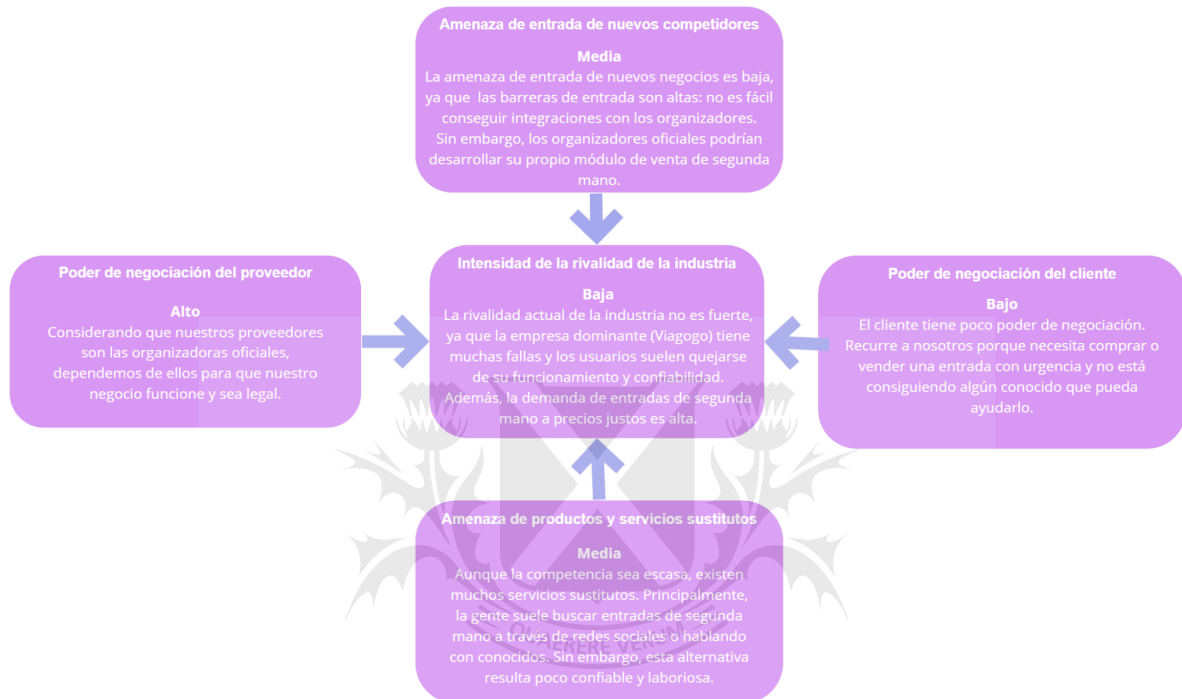 Amenaza de entrada de nuevos competidores
Media
La amenaza de entrada de nuevos negocios es baja,
ya que las barreras de entrada son altas: no es fácil
conseguir integraciones con los organizadores.
Sin embargo, los organizadores oficiales podrían
desarrollar su propio módulo de venta de segunda
mano.
Poder de negociación del proveedor
Alto
Considerando que nuestros proveedores
son las organizadoras oficiales,
dependemos de ellos para que nuestro
negocio funcione y sea legal.
Intensidad de la rivalidad de la industria
Baja
La rivalidad actual de la industria no es fuerte,
ya que la empresa dominante (Viagogo) tiene
muchas fallas y los usuarios suelen quejarse
de su funcionamiento y confiabilidad.
Además, la demanda de entradas de segunda
mano a precios justos es alta.
Poder de negociación del cliente
Bajo
El cliente tiene poco poder de negociación.
Recurre a nosotros porque necesita comprar o
vender una entrada con urgencia y no está
consiguiendo algún conocido que pueda
ayudarlo.
Amenaza de productos y servicios sustitutos
Media
Aunque la competencia sea escasa, existen
muchos servicios sustitutos. Principalmente,
la gente suele buscar entradas de segunda
mano a través de redes sociales o hablando
con conocidos. Sin embargo, esta alternativa
resulta poco confiable y laboriosa.
QUAERERE VERUM